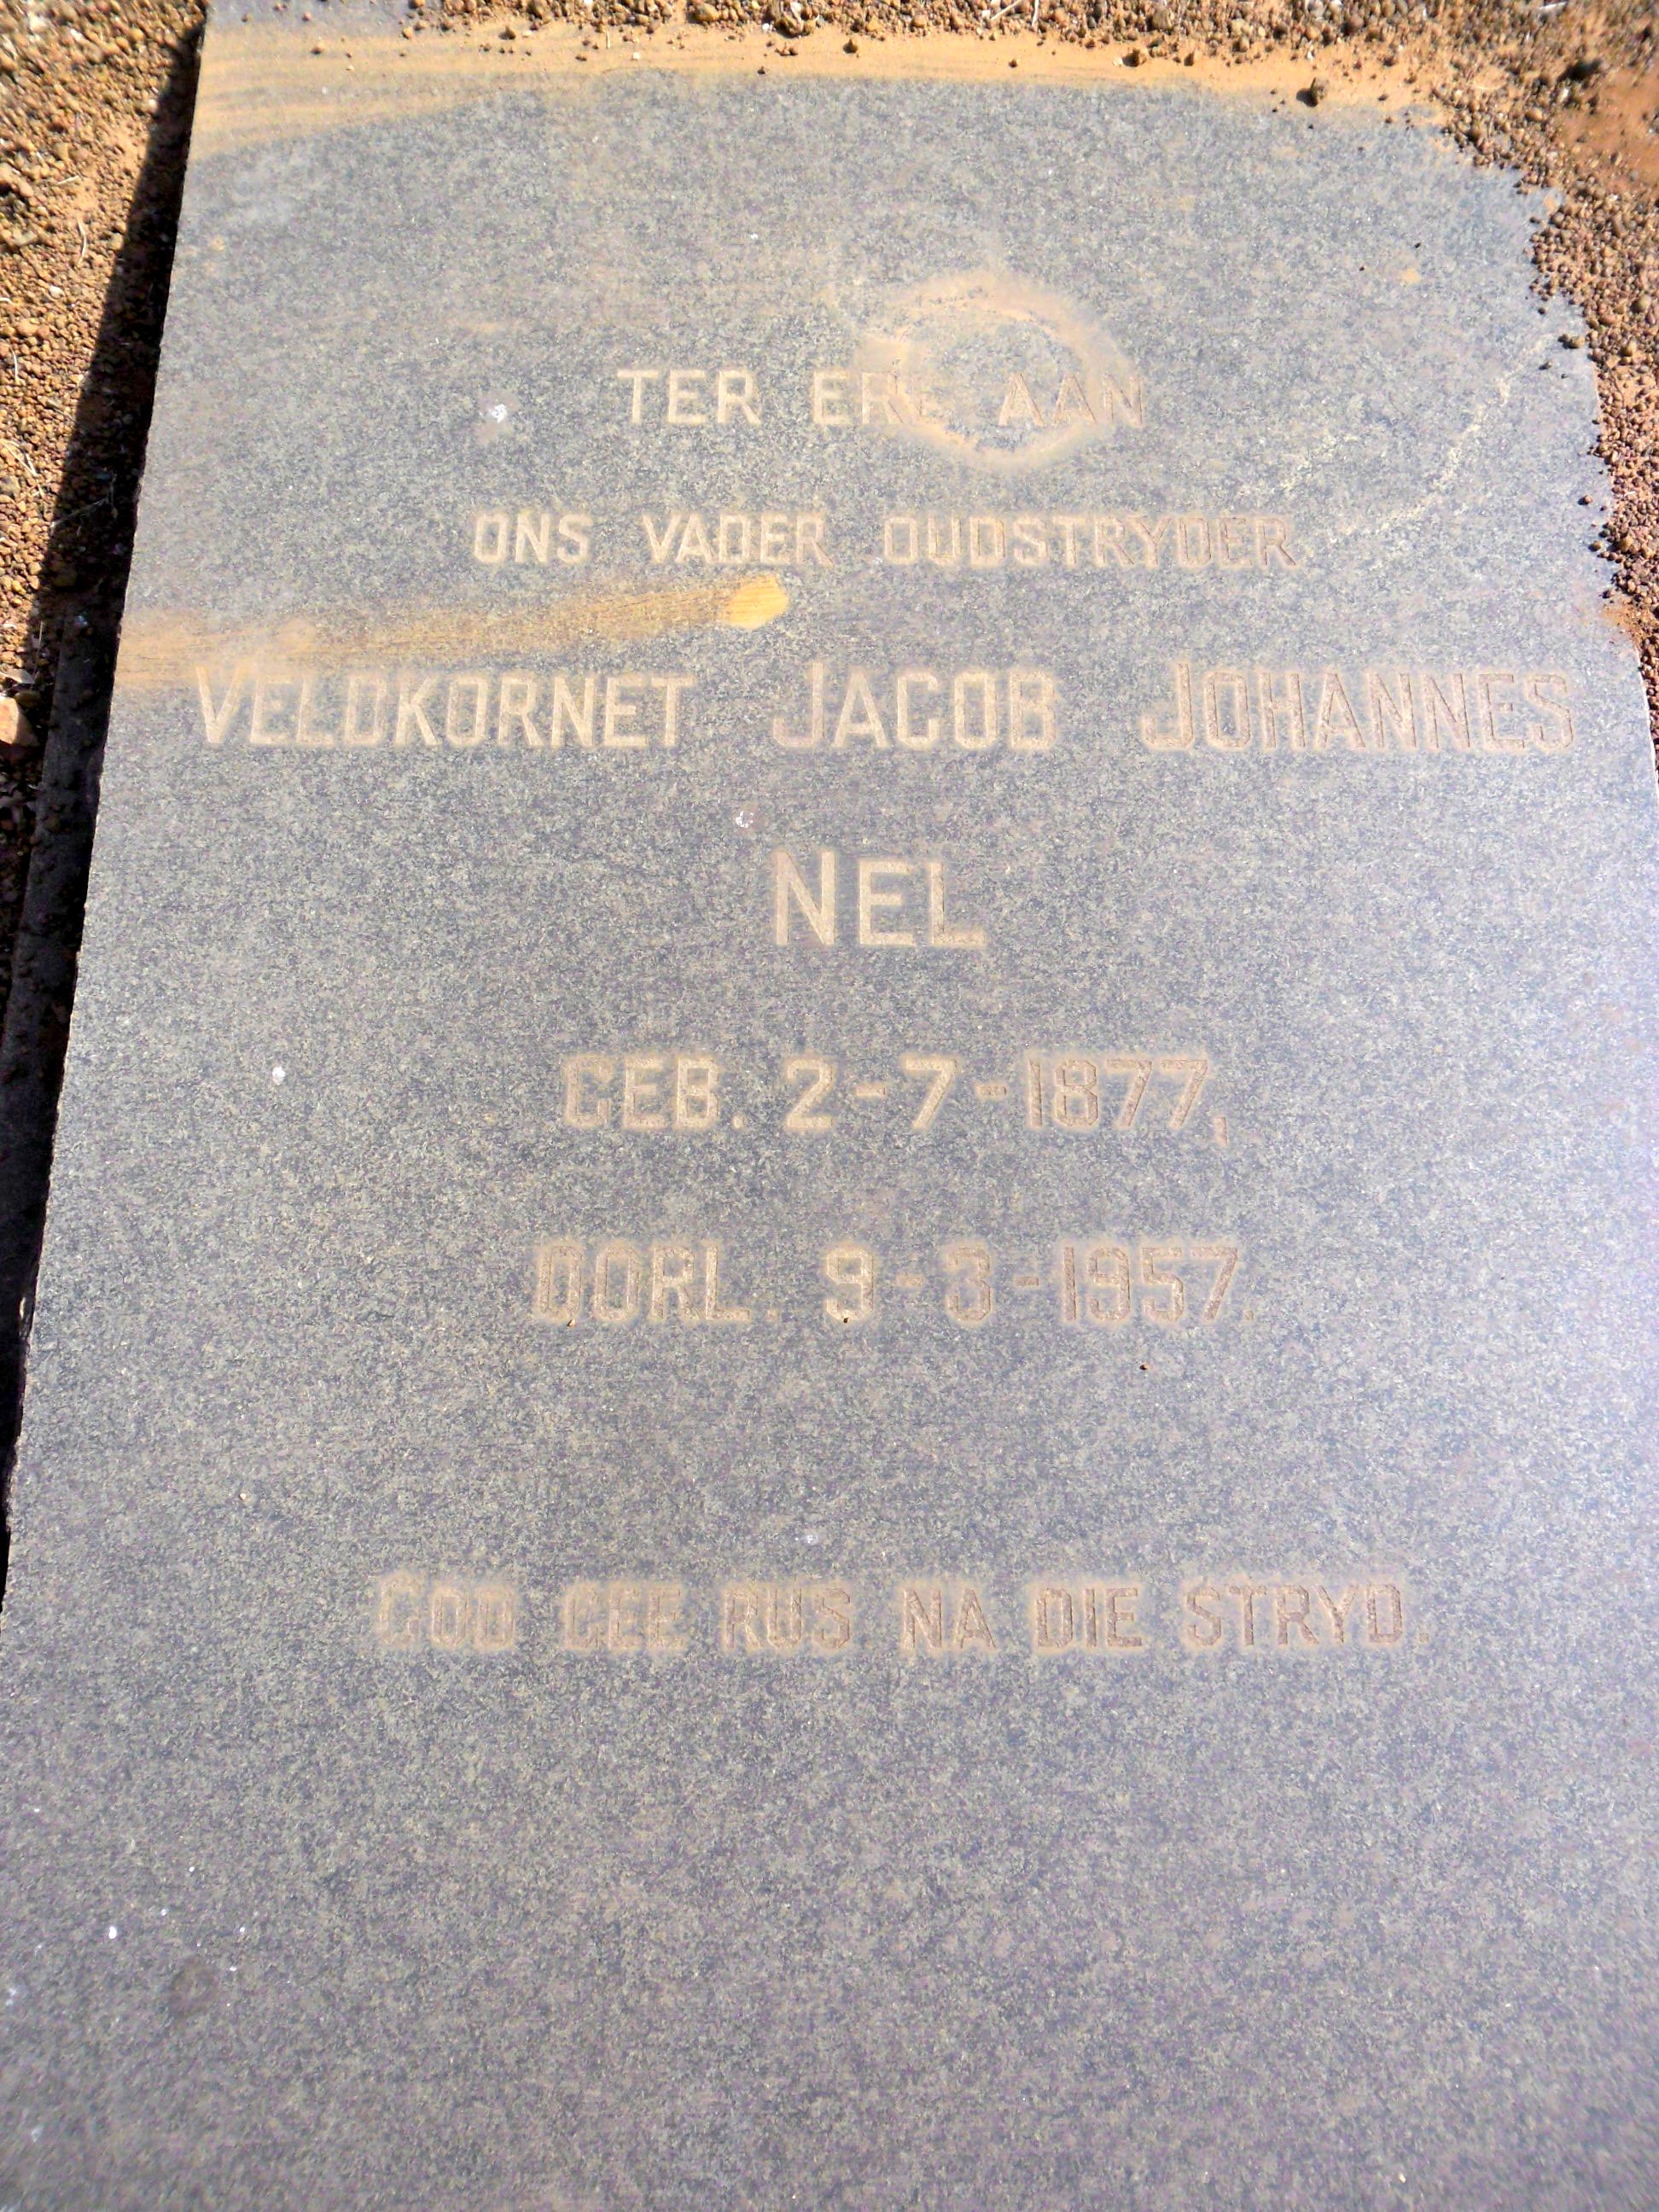 TER ERE AAN
ONS VADER OUDSTRYDER
VELDKORNET JACOB JOHANNES
NEL
GEB. 2-7-1877,
OORL. 9-3-1957.
GOD GEE RUS NA DIE STRYD.